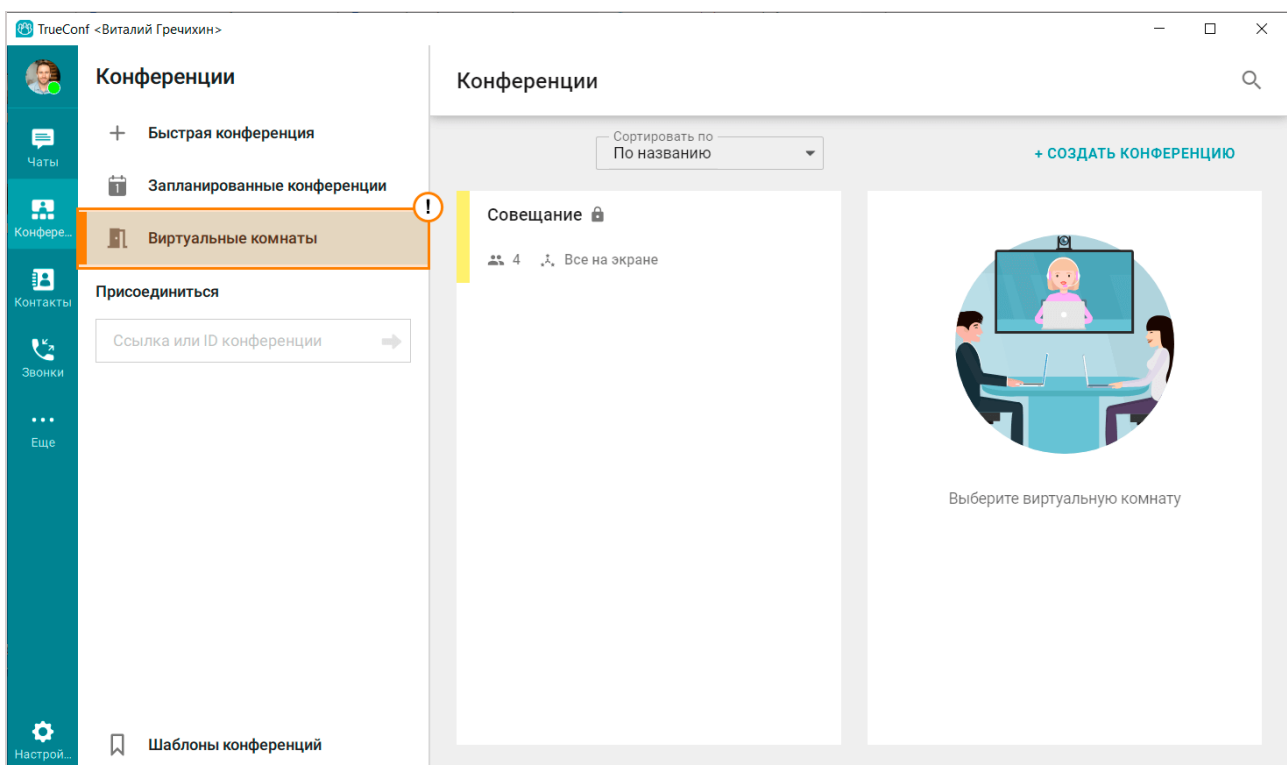 TrueConf <Виталий Гречихин>
Чаты
Конфере...
Контакты
Звонки
Еще
Настрой...
Конференции
Быстрая конференция
1
Запланированные конференции
!
Виртуальные комнаты
Присоединиться
Ссылка или ID конференции
Шаблоны конференций
Конференции
Сортировать по
По названию
+ СОЗДАТЬ КОНФЕРЕНЦИЮ
Совещание
4 Все на экране
Выберите виртуальную комнату